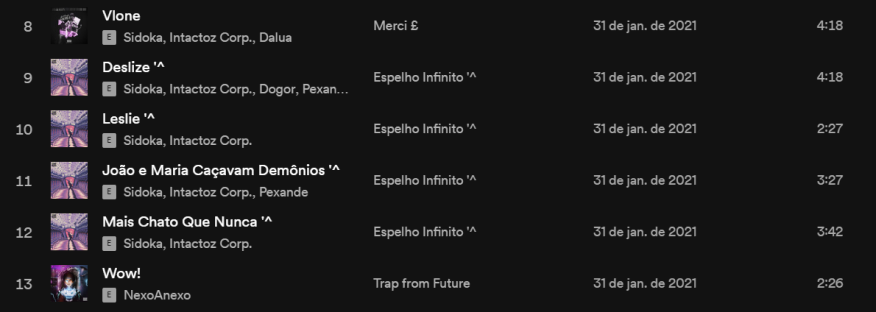 8 Vlone Merci £ 31 de jan. de 2021 4:18
E Sidoka, Intactoz Corp., Dalua
9 Deslize '^ Espelho Infinito '^ 31 de jan. de 2021 4:18
E Sidoka, Intactoz Corp., Dogor, Pexan...
10 Leslie '^ Espelho Infinito '^ 31 de jan. de 2021 2:27
E Sidoka, Intactoz Corp.
11 João e Maria Caçavam Demônios '^ Espelho Infinito '^ 31 de jan. de 2021 3:27
E Sidoka, Intactoz Corp., Pexande
12 Mais Chato Que Nunca '^ Espelho Infinito '^ 31 de jan. de 2021 3:42
E Sidoka, Intactoz Corp.
13 Wow! Trap from Future 31 de jan. de 2021 2:26
E NexoAnexo